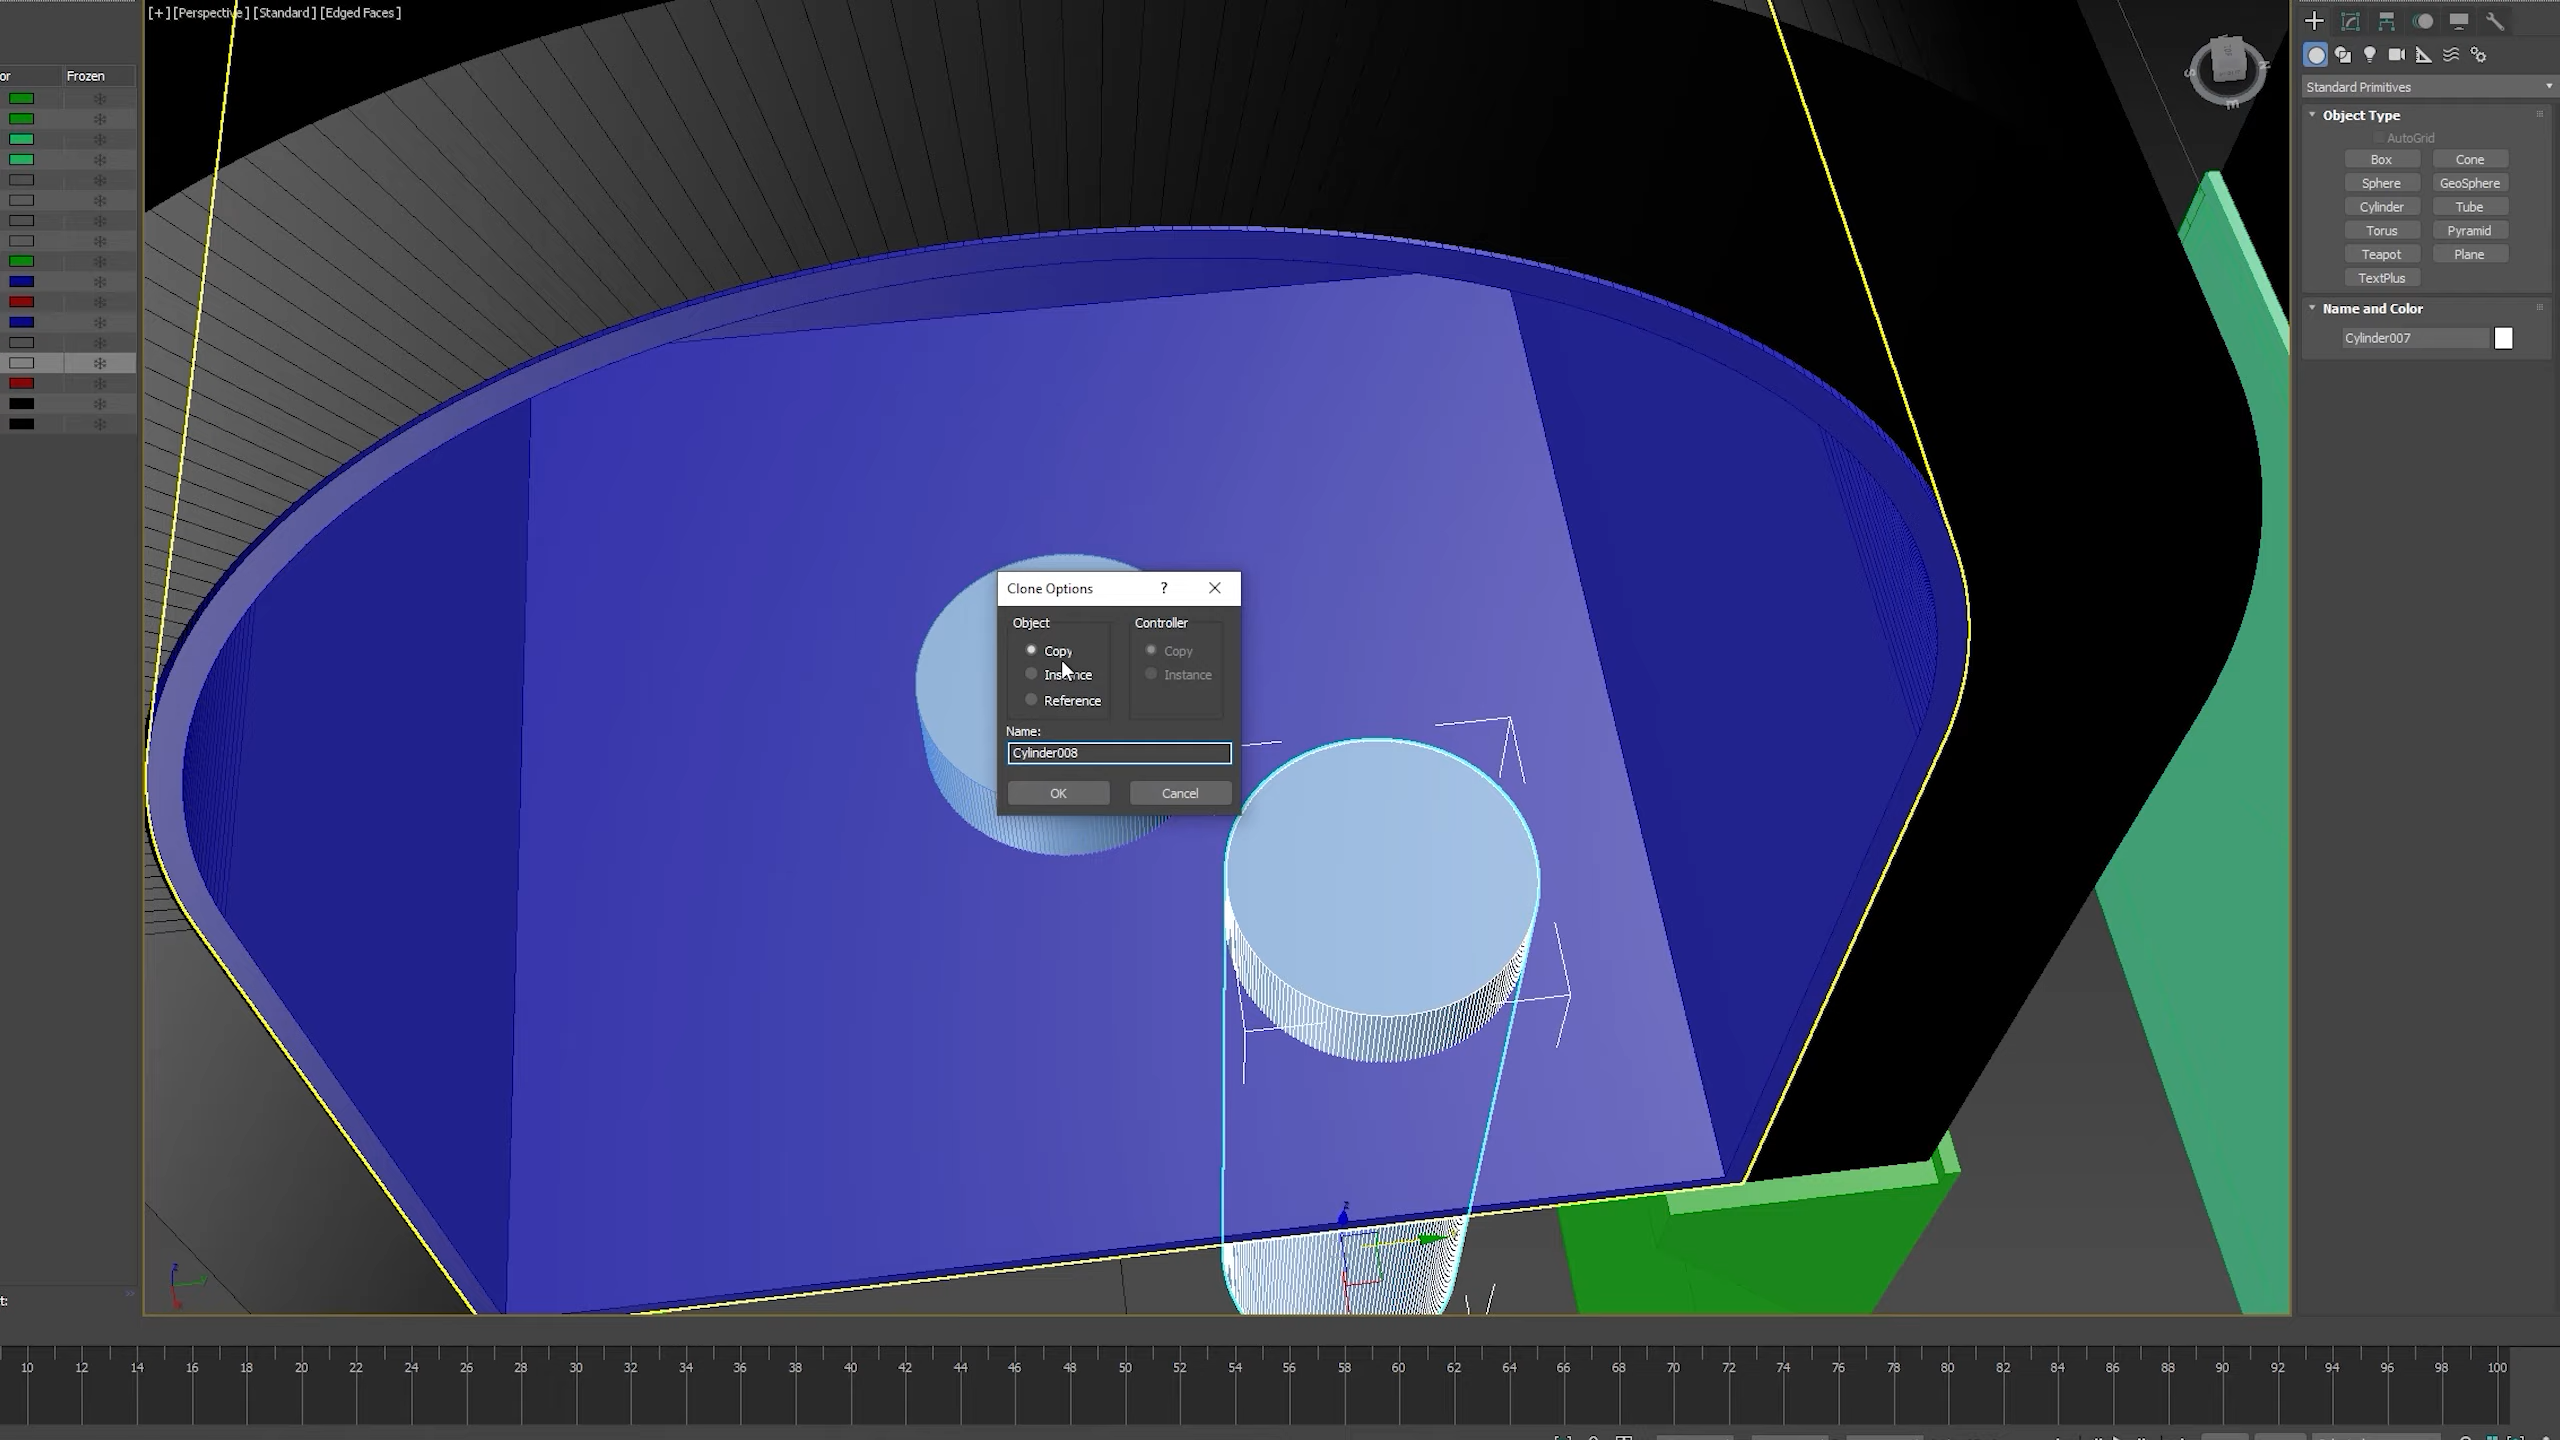 [+] [Perspective] [Standard] [Edged Faces]
or Frozen
Standard Primitives
Object Type
AutoGrid
Box Cone
Sphere GeoSphere
Cylinder Tube
Torus Pyramid
Teapot Plane
TextPlus
Name and Color
Cylinder007
Clone Options ? ×
Object Controller
Copy Copy
Instance Instance
Reference
Name:
Cylinder008
OK Cancel
z
z
t: >>
10 12 14 16 18 20 22 24 26 28 30 32 34 36 38 40 42 44 46 48 50 52 54 56 58 60 62 64 66 68 70 72 74 76 78 80 82 84 86 88 90 92 94 96 98 100